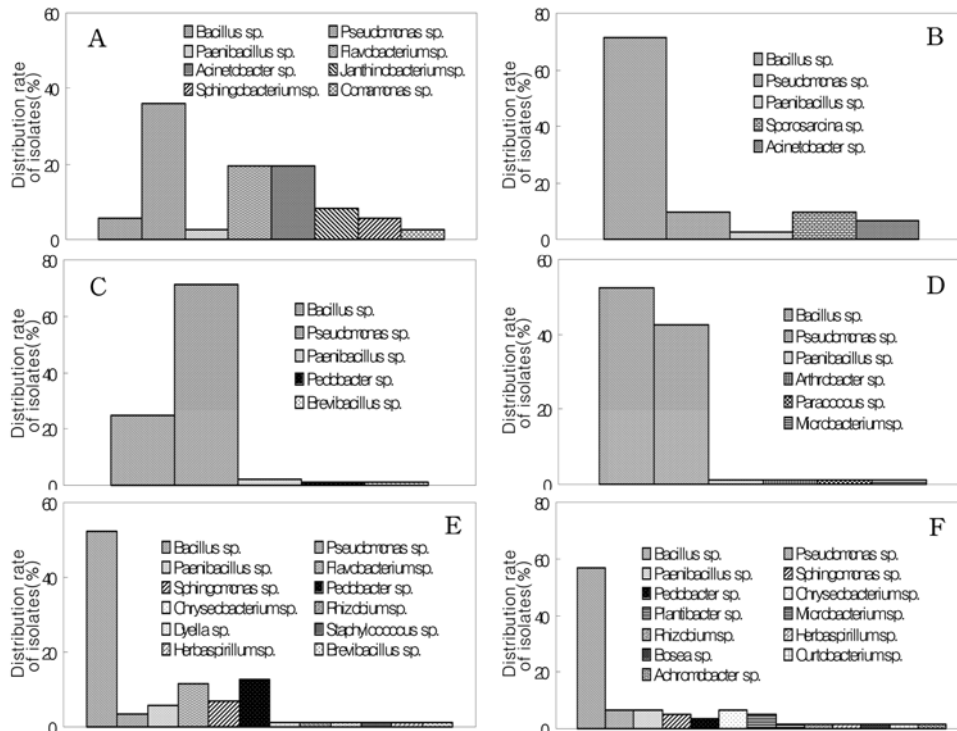 A
Distribution rate
of isolates(%)
60
40
20
0
Bacillus sp.
Pseudomonas sp.
Paenibacillus sp.
Flavobacterium sp.
Acinetobacter sp.
Janthinobacterium sp.
Sphingobacterium sp.
Comamonas sp.
B
Distribution rate
of isolates(%)
80
60
40
20
0
Bacillus sp.
Pseudomonas sp.
Paenibacillus sp.
Sporosarcina sp.
Acinetobacter sp.
C
Distribution rate
of isolates(%)
80
60
40
20
0
Bacillus sp.
Pseudomonas sp.
Paenibacillus sp.
Pedobacter sp.
Brevibacillus sp.
D
Distribution rate
of isolates(%)
60
40
20
0
Bacillus sp.
Pseudomonas sp.
Paenibacillus sp.
Arthrobacter sp.
Paracoccus sp.
Microbacterium sp.
E
Distribution rate
of isolates(%)
60
40
20
0
Bacillus sp.
Pseudomonas sp.
Paenibacillus sp.
Flavobacterium sp.
Sphingomonas sp.
Pedobacter sp.
Chryseobacterium sp.
Rhizobium sp.
Dyella sp.
Staphylococcus sp.
Herbaspirillum sp.
Brevibacillus sp.
F
Distribution rate
of isolates(%)
80
60
40
20
0
Bacillus sp.
Pseudomonas sp.
Paenibacillus sp.
Sphingomonas sp.
Pedobacter sp.
Chryseobacterium sp.
Plantibacter sp.
Microbacterium sp.
Rhizobium sp.
Herbaspirillum sp.
Bosea sp.
Curtobacterium sp.
Achromobacter sp.